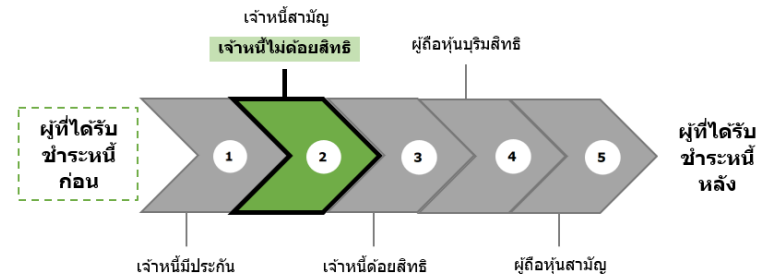 เจ้าหนี้สามัญ
เจ้าหนี้ไม่ด้อยสิทธิ
ผู้ถือหุ้นบุริมสิทธิ
ผู้ที่ได้รับ
ชำระหนี้
ก่อน
1
2
3
4
5
ผู้ที่ได้รับ
ชำระหนี้
หลัง
เจ้าหนี้มีประกัน
เจ้าหนี้ด้อยสิทธิ
ผู้ถือหุ้นสามัญ